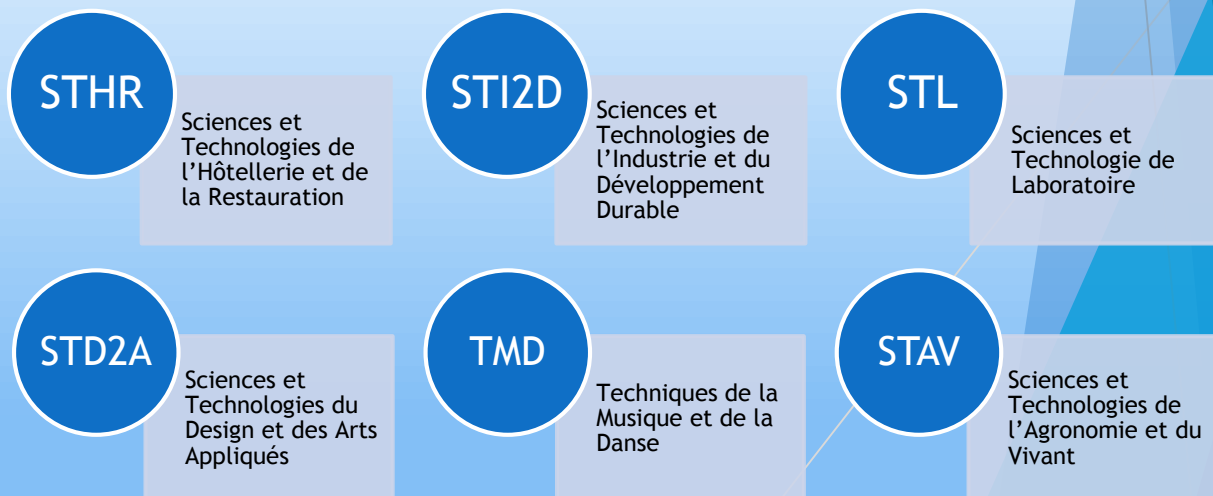 STHR
Sciences et
Technologies de
l’Hôtellerie et de
la Restauration
STI2D
Sciences et
Technologies de
l’Industrie et du
Développement
Durable
STL
Sciences et
Technologie de
Laboratoire
STD2A
Sciences et
Technologies du
Design et des Arts
Appliqués
TMD
Techniques de la
Musique et de la
Danse
STAV
Sciences et
Technologies de
l’Agronomie et du
Vivant